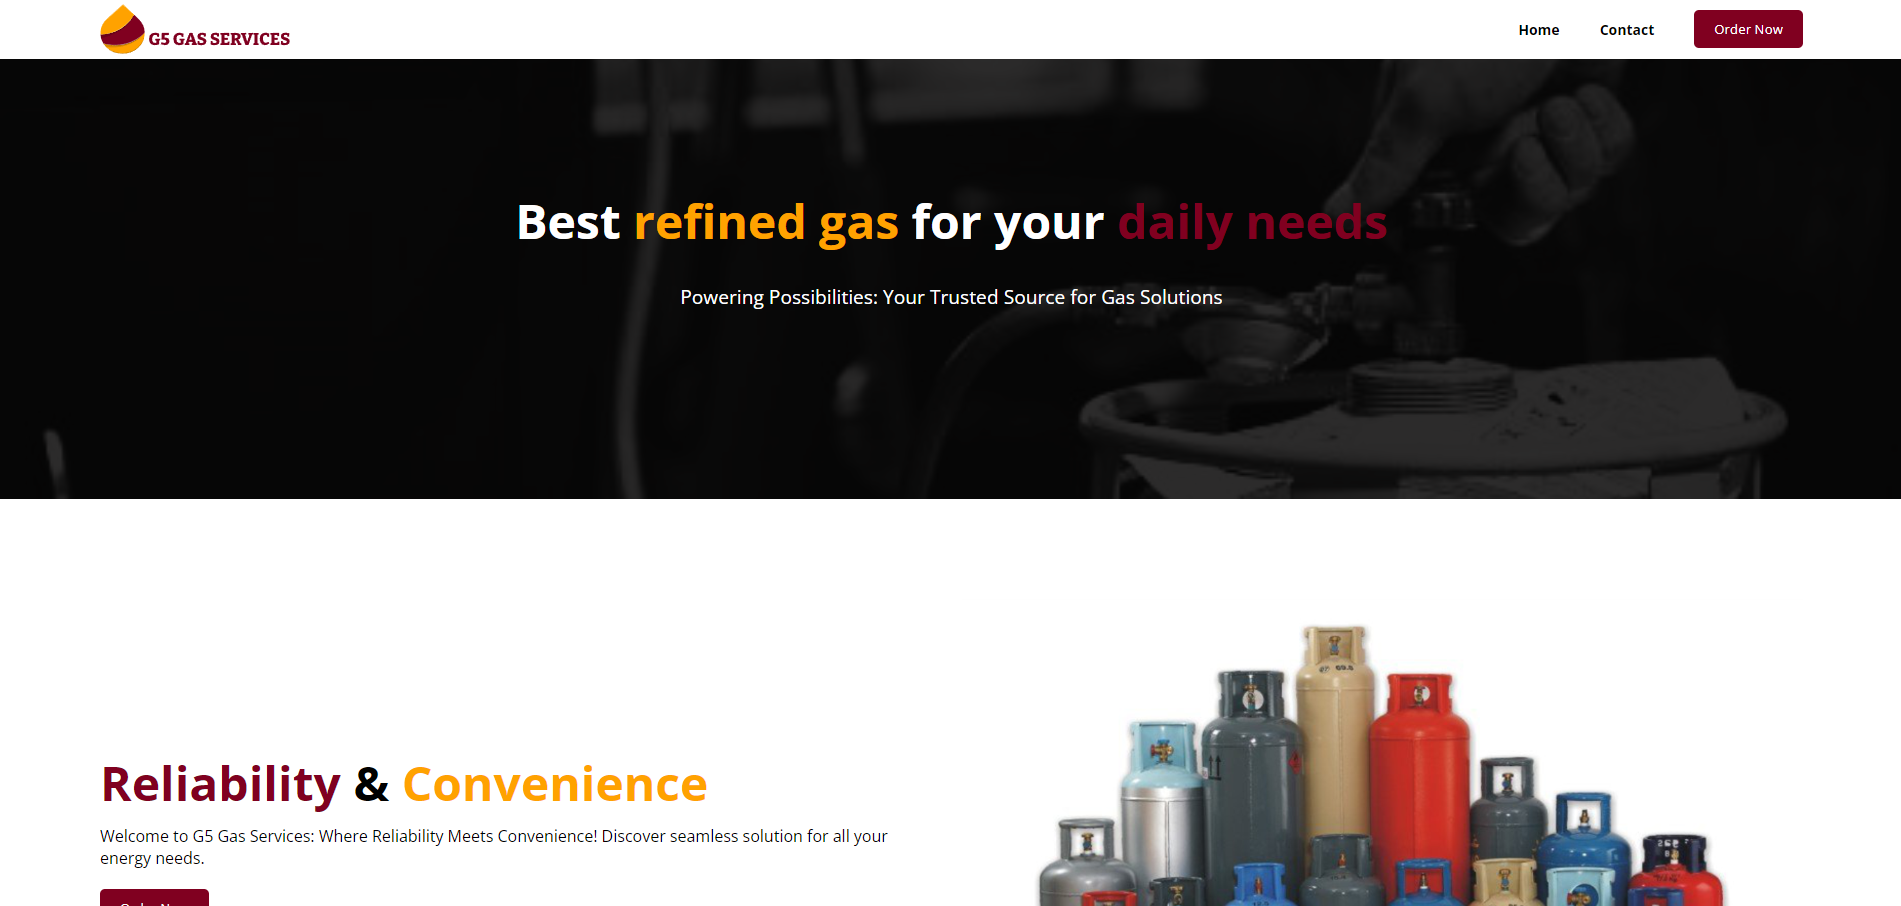 G5 GAS SERVICES
Home
Contact
Order Now
Best refined gas for your daily needs
Powering Possibilities: Your Trusted Source for Gas Solutions
Reliability & Convenience
Welcome to G5 Gas Services: Where Reliability Meets Convenience! Discover seamless solution for all your
energy needs.